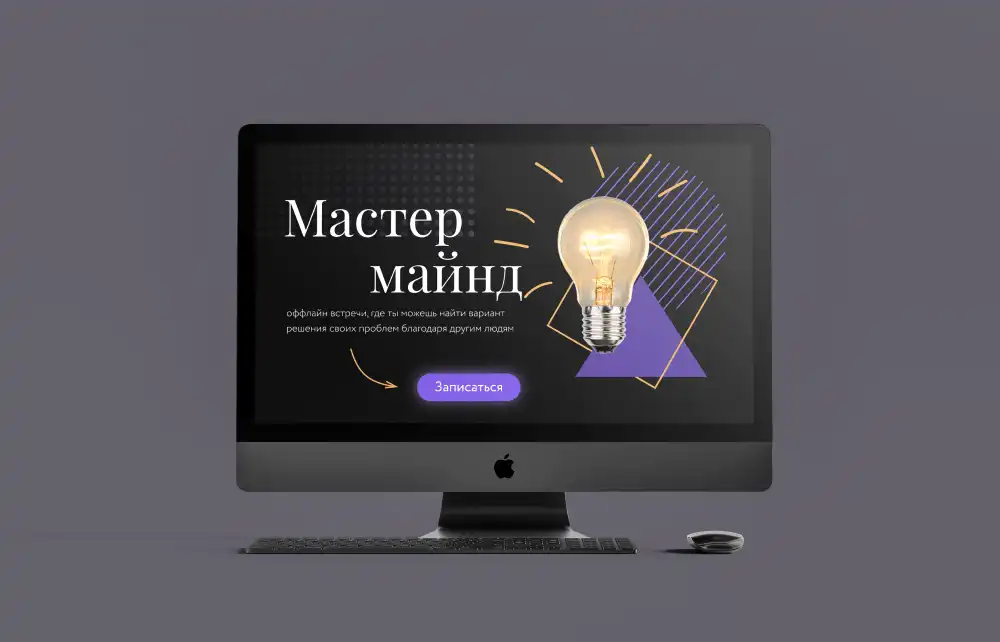 Мастер
майнд
оффлайн встречи, где ты можешь найти вариант
решения своих проблем благодаря другим людям
Записаться